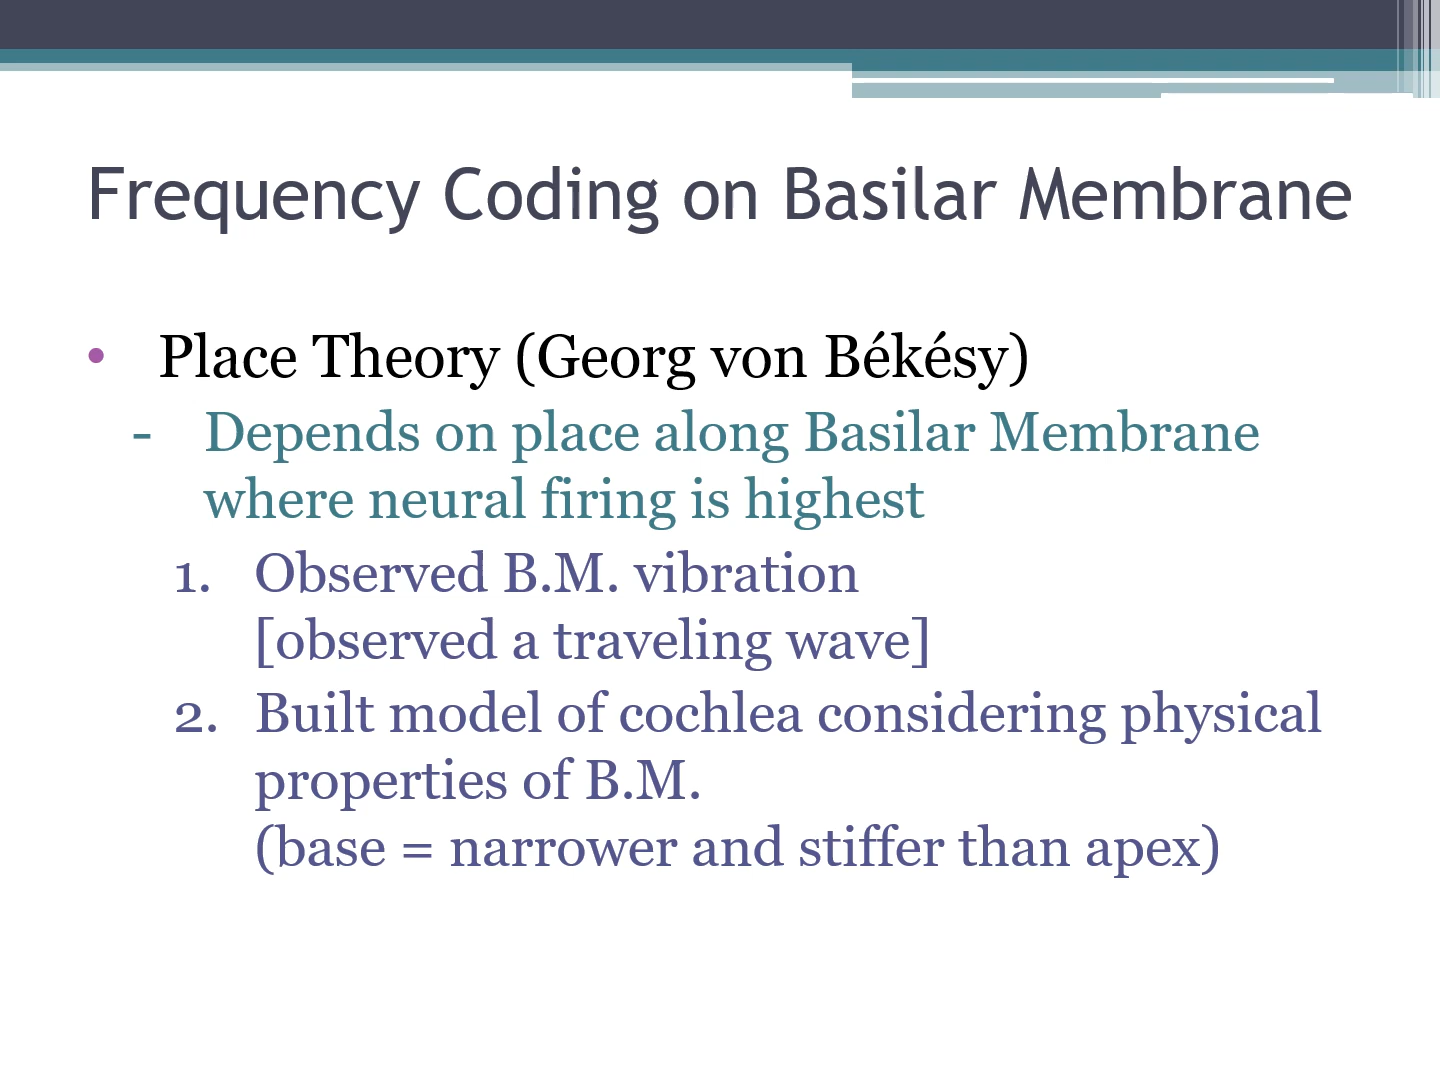 Frequency Coding on Basilar Membrane
• Place Theory (Georg von Békésy)
- Depends on place along Basilar Membrane
where neural firing is highest
1. Observed B.M. vibration
[observed a traveling wave]
2. Built model of cochlea considering physical
properties of B.M.
(base = narrower and stiffer than apex)